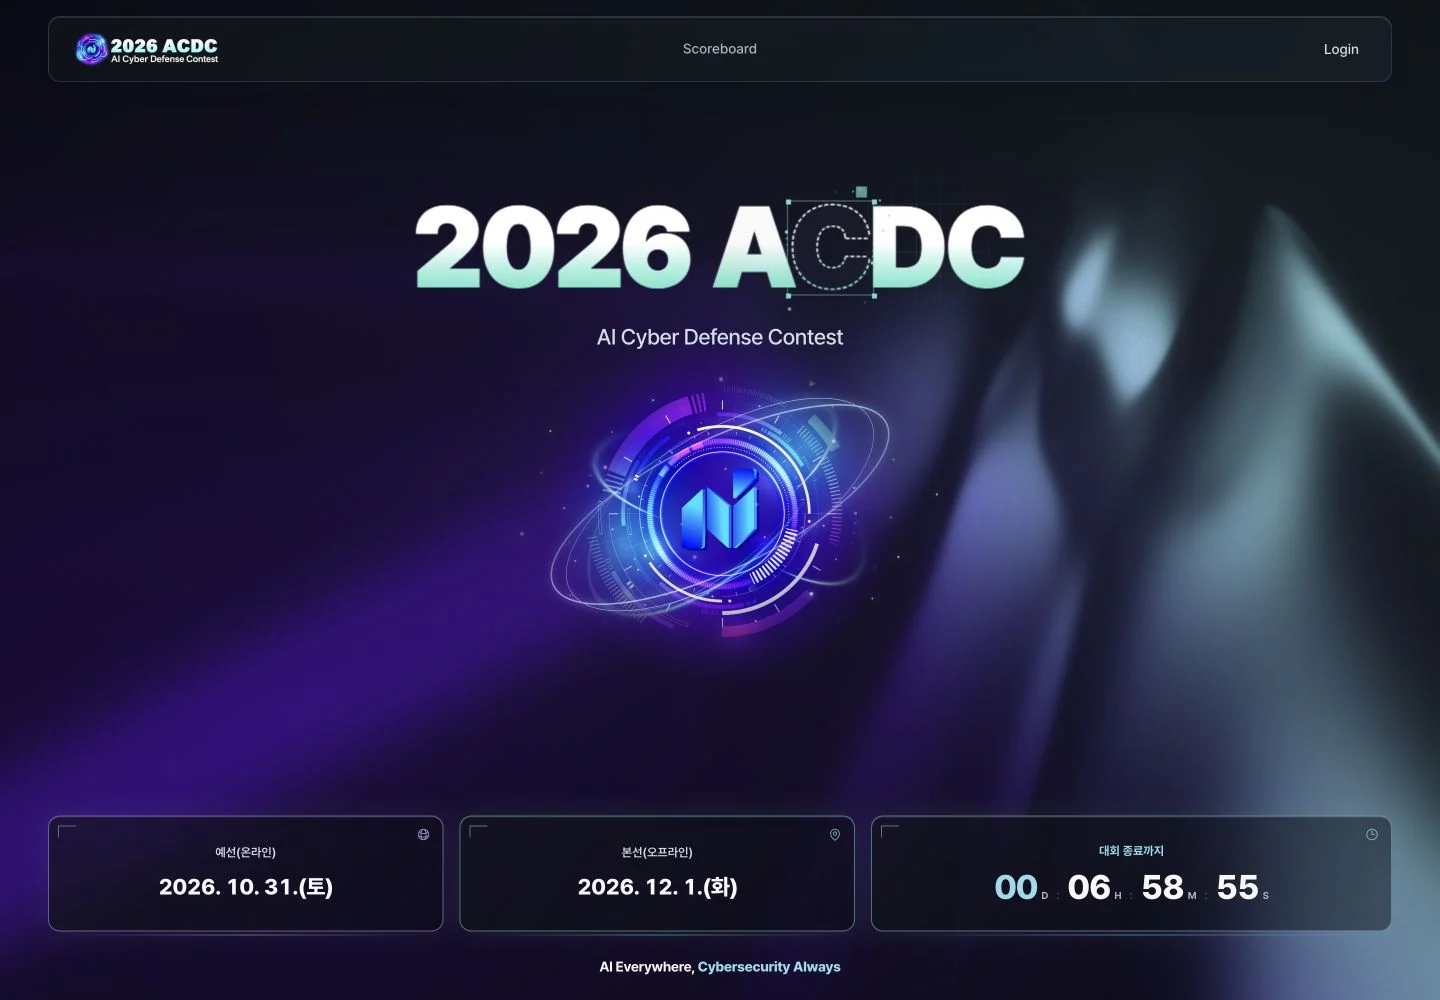 2026 ACDC
AI Cyber Defense Contest
Scoreboard
Login
2026 ACDC
AI Cyber Defense Contest
예선(온라인)
2026. 10. 31.(토)
본선(오프라인)
2026. 12. 1.(화)
대회 종료까지
00 D : 06 H : 58 M : 55 S
AI Everywhere, Cybersecurity Always